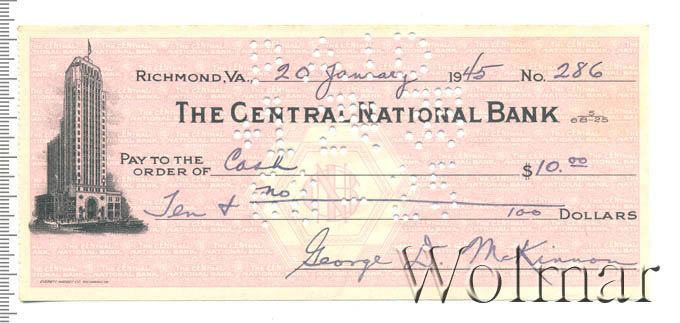 RICHMOND, VA., 20 January 1945 No. 286
THE CENTRAL NATIONAL BANK 5
68-25
PAY TO THE
ORDER OF Cash $10.00
Ten & no
100 DOLLARS
George D. McKinnon
Wolmar